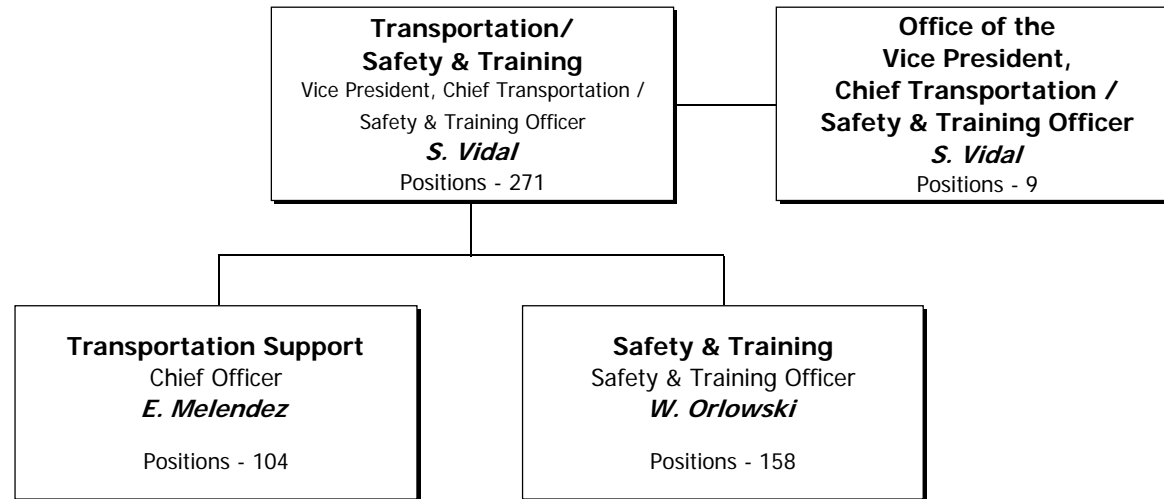 Transportation/
Safety & Training
Vice President, Chief Transportation /
Safety & Training Officer
S. Vidal
Positions - 271
Office of the
Vice President,
Chief Transportation /
Safety & Training Officer
S. Vidal
Positions - 9
Transportation Support
Chief Officer
E. Melendez
Positions - 104
Safety & Training
Safety & Training Officer
W. Orlowski
Positions - 158